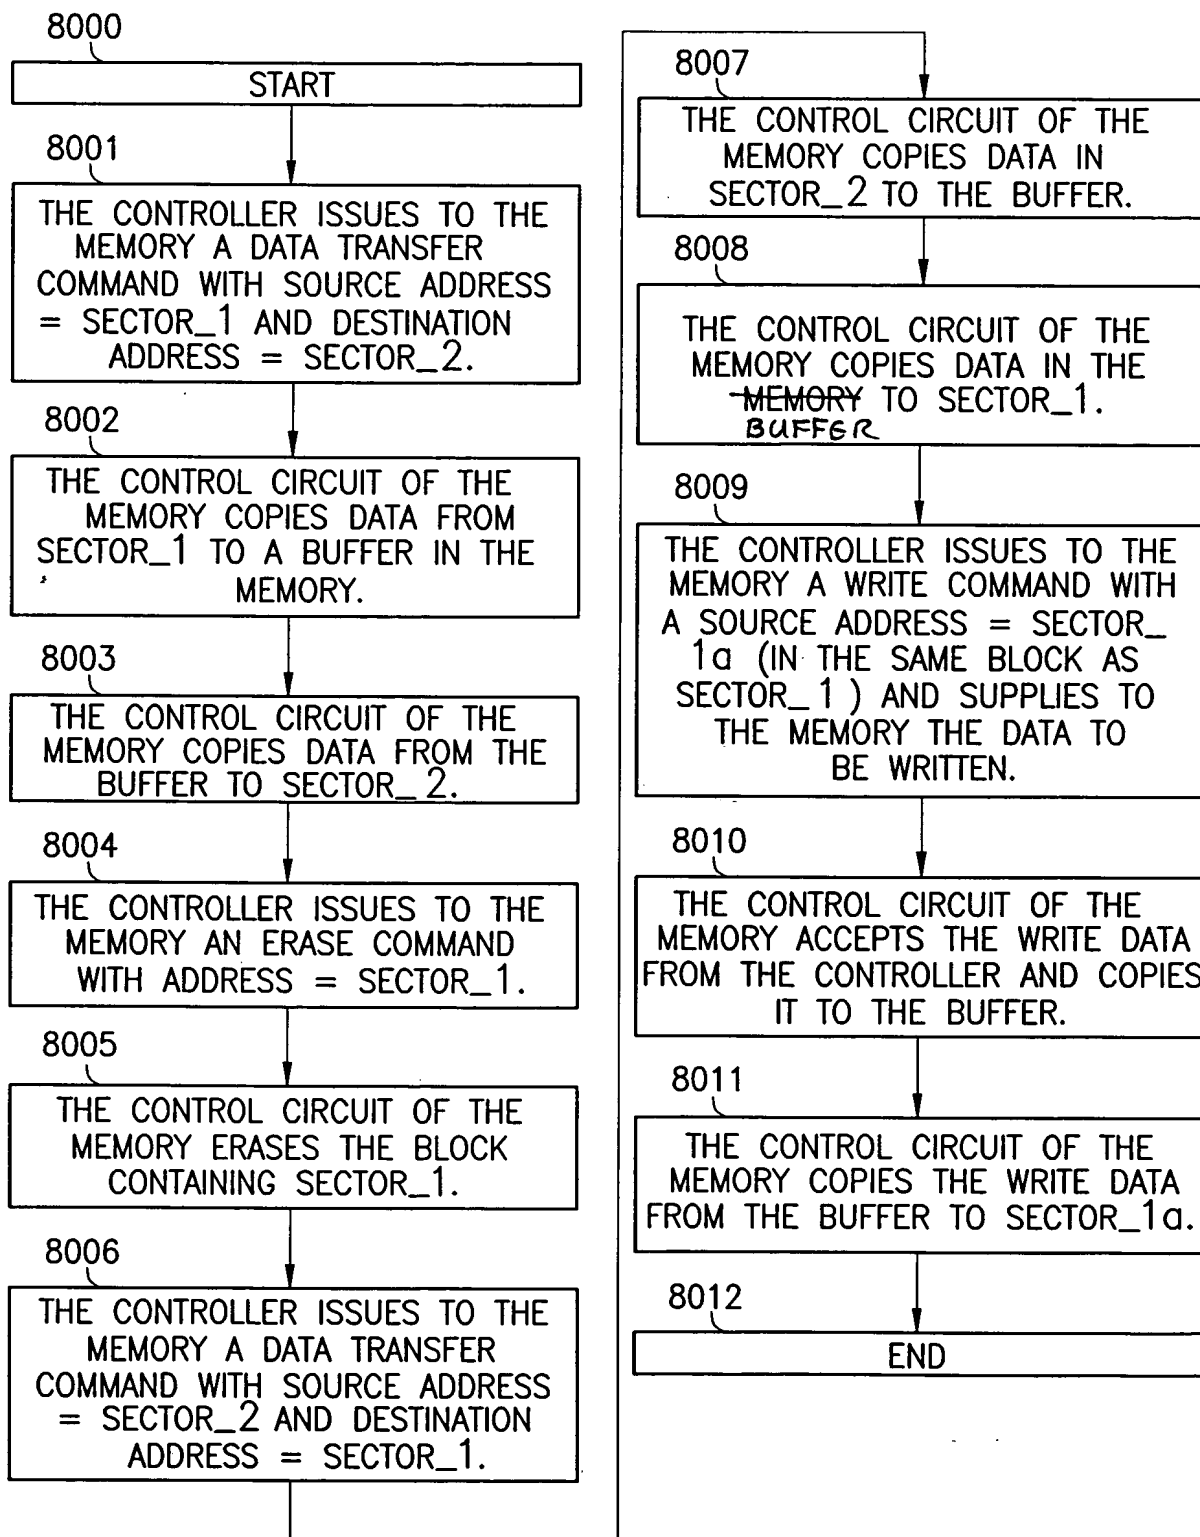 8000
START
8001
THE CONTROLLER ISSUES TO THE
MEMORY A DATA TRANSFER
COMMAND WITH SOURCE ADDRESS
= SECTOR_1 AND DESTINATION
ADDRESS = SECTOR_2.
8002
THE CONTROL CIRCUIT OF THE
MEMORY COPIES DATA FROM
SECTOR_1 TO A BUFFER IN THE
MEMORY.
8003
THE CONTROL CIRCUIT OF THE
MEMORY COPIES DATA FROM THE
BUFFER TO SECTOR_2.
8004
THE CONTROLLER ISSUES TO THE
MEMORY AN ERASE COMMAND
WITH ADDRESS = SECTOR_1.
8005
THE CONTROL CIRCUIT OF THE
MEMORY ERASES THE BLOCK
CONTAINING SECTOR_1.
8006
THE CONTROLLER ISSUES TO THE
MEMORY A DATA TRANSFER
COMMAND WITH SOURCE ADDRESS
= SECTOR_2 AND DESTINATION
ADDRESS = SECTOR_1.
8007
THE CONTROL CIRCUIT OF THE
MEMORY COPIES DATA IN
SECTOR_2 TO THE BUFFER.
8008
THE CONTROL CIRCUIT OF THE
MEMORY COPIES DATA IN THE
MEMORY TO SECTOR_1.
BUFFER
8009
THE CONTROLLER ISSUES TO THE
MEMORY A WRITE COMMAND WITH
A SOURCE ADDRESS = SECTOR_
1a (IN THE SAME BLOCK AS
SECTOR_1 ) AND SUPPLIES TO
THE MEMORY THE DATA TO
BE WRITTEN.
8010
THE CONTROL CIRCUIT OF THE
MEMORY ACCEPTS THE WRITE DATA
FROM THE CONTROLLER AND COPIES
IT TO THE BUFFER.
8011
THE CONTROL CIRCUIT OF THE
MEMORY COPIES THE WRITE DATA
FROM THE BUFFER TO SECTOR_1a.
8012
END